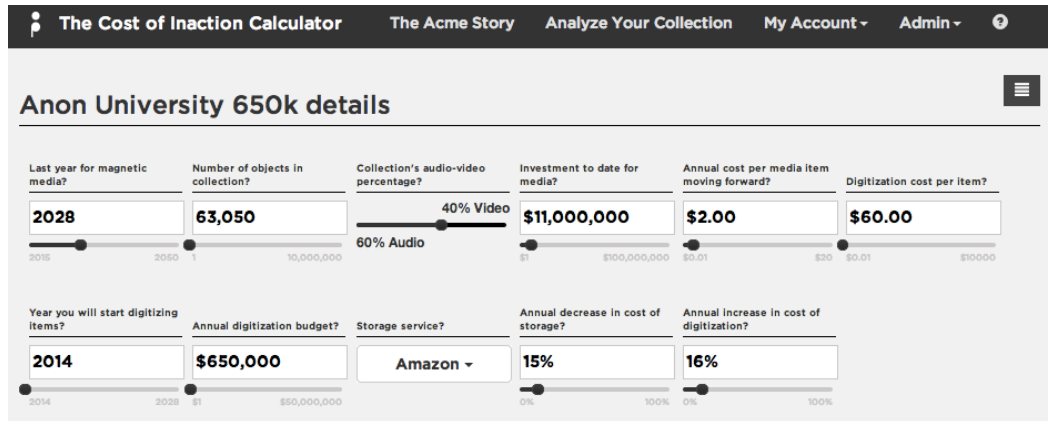 The Cost of Inaction Calculator The Acme Story Analyze Your Collection My Account Admin ?
Anon University 650k details
Last year for magnetic media?
2028
2015 2050
Number of objects in collection?
63,050
1 10,000,000
Collection's audio-video percentage?
40% Video
60% Audio
Investment to date for media?
$11,000,000
$1 $100,000,000
Annual cost per media item moving forward?
$2.00
$0.01 $20
Digitization cost per item?
$60.00
$0.01 $10000
Year you will start digitizing items?
2014
2014 2028
Annual digitization budget?
$650,000
$1 $50,000,000
Storage service?
Amazon
Annual decrease in cost of storage?
15%
0% 100%
Annual increase in cost of digitization?
16%
0% 100%